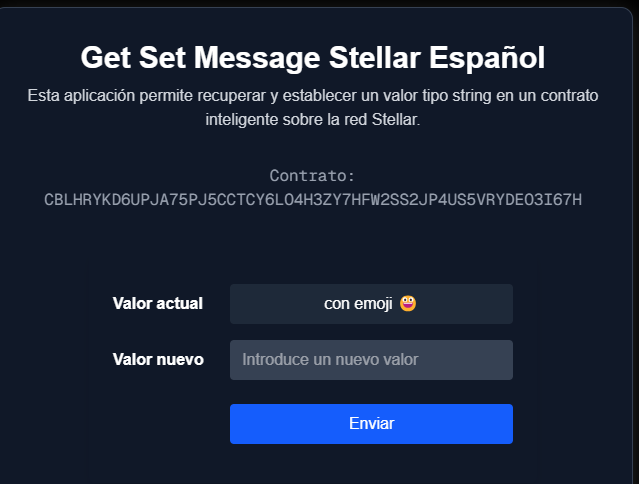 Get Set Message Stellar Español
Esta aplicación permite recuperar y establecer un valor tipo string en un contrato
inteligente sobre la red Stellar.
Contrato:
CBLHRYKD6UPJA75PJ5CCTCY6LO4H3ZY7HFW2SS2JP4US5VRYDEO3I67H
Valor actual
con emoji 😀
Valor nuevo
Introduce un nuevo valor
Enviar